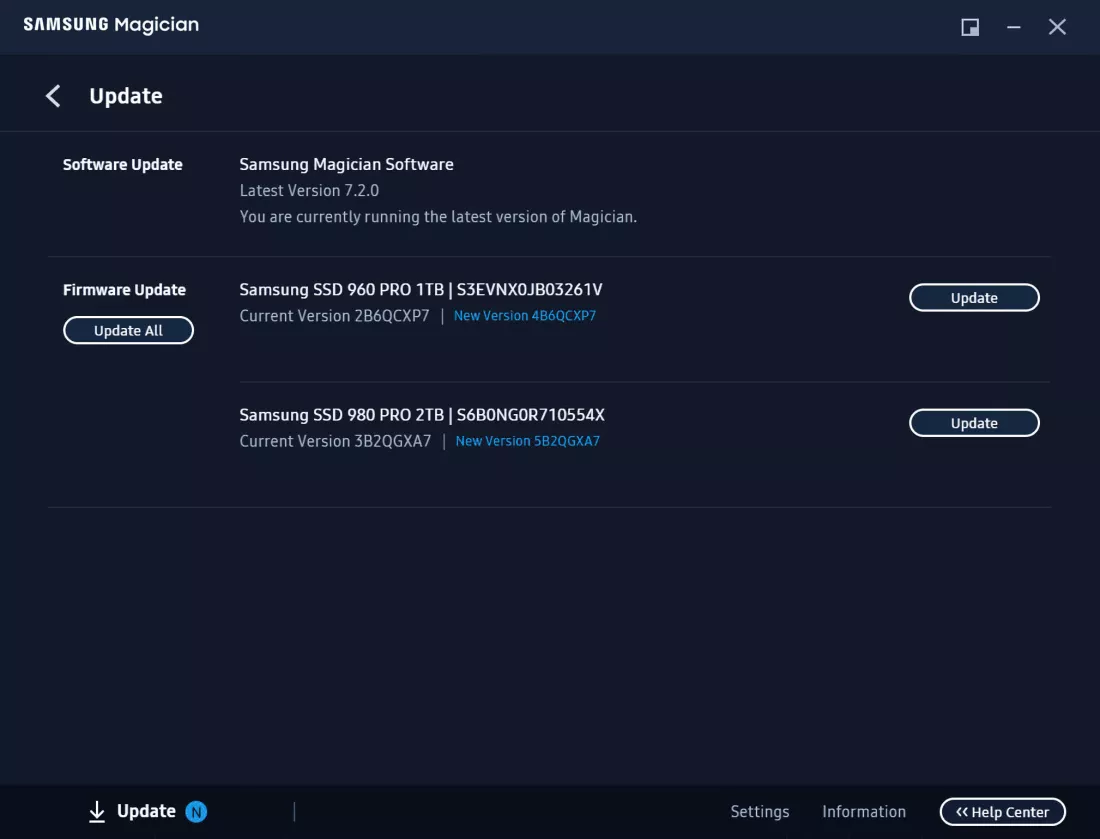 SAMSUNG Magician
Update
Software Update
Samsung Magician Software
Latest Version 7.2.0
You are currently running the latest version of Magician.
Firmware Update
Update All
Samsung SSD 960 PRO 1TB | S3EVNX0JB03261V
Current Version 2B6QCXP7 | New Version 4B6QCXP7
Update
Samsung SSD 980 PRO 2TB | S6B0NG0R710554X
Current Version 3B2QGXA7 | New Version 5B2QGXA7
Update
Update N
Settings
Information
Help Center